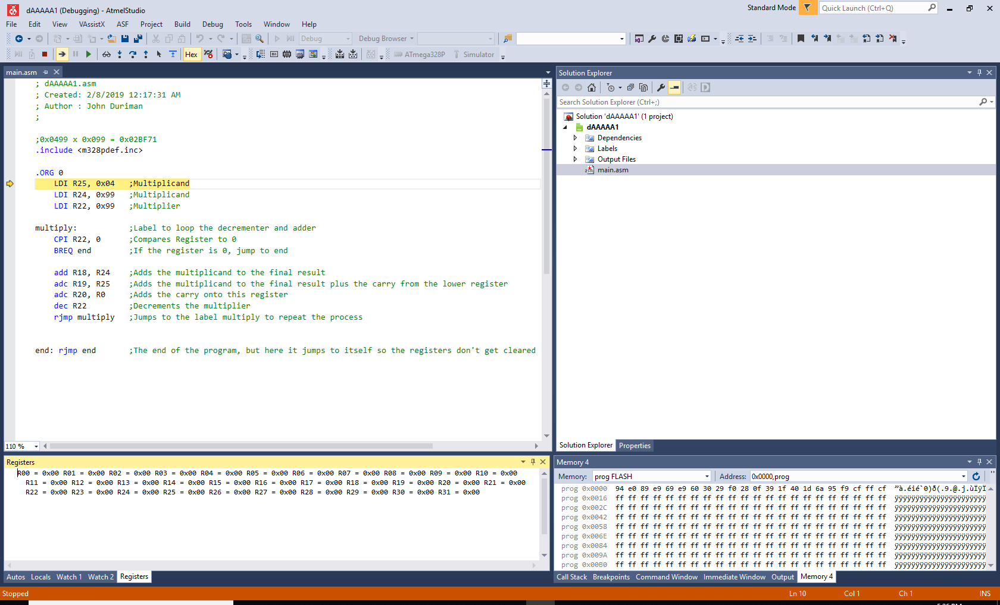 dAAAAA1 (Debugging) - AtmelStudio
Standard Mode
Quick Launch (Ctrl+Q)
File Edit View VAssistX ASF Project Build Debug Tools Window Help
Debug Debug Browser
Hex ATmega328P Simulator
main.asm
; dAAAAA1.asm
; Created: 2/8/2019 12:17:31 AM
; Author : John Duriman
;
;0x0499 x 0x099 = 0x02BF71
.include <m328pdef.inc>
.ORG 0
LDI R25, 0x04 ;Multiplicand
LDI R24, 0x99 ;Multiplicand
LDI R22, 0x99 ;Multiplier
multiply: ;Label to loop the decrementer and adder
CPI R22, 0 ;Compares Register to 0
BREQ end ;If the register is 0, jump to end
add R18, R24 ;Adds the multiplicand to the final result
adc R19, R25 ;Adds the multiplicand to the final result plus the carry from the lower register
adc R20, R0 ;Adds the carry onto this register
dec R22 ;Decrements the multiplier
rjmp multiply ;Jumps to the label multiply to repeat the process
end: rjmp end ;The end of the program, but here it jumps to itself so the registers don't get cleared
110 %
Solution Explorer
Search Solution Explorer (Ctrl+;)
Solution 'dAAAAA1' (1 project)
dAAAAA1
Dependencies
Labels
Output Files
main.asm
Solution Explorer Properties
Registers
R00 = 0x00 R01 = 0x00 R02 = 0x00 R03 = 0x00 R04 = 0x00 R05 = 0x00 R06 = 0x00 R07 = 0x00 R08 = 0x00 R09 = 0x00 R10 = 0x00
R11 = 0x00 R12 = 0x00 R13 = 0x00 R14 = 0x00 R15 = 0x00 R16 = 0x00 R17 = 0x00 R18 = 0x00 R19 = 0x00 R20 = 0x00 R21 = 0x00
R22 = 0x00 R23 = 0x00 R24 = 0x00 R25 = 0x00 R26 = 0x00 R27 = 0x00 R28 = 0x00 R29 = 0x00 R30 = 0x00 R31 = 0x00
Autos Locals Watch 1 Watch 2 Registers
Memory 4
Memory: prog FLASH Address: 0x0000,prog
prog 0x0000 94 e0 89 e9 69 e9 60 30 29 f0 28 0f 39 1f 40 1d 6a 95 f9 cf ff cf ”à.éié`0)ð(.9.@.j.ùÏÿÏ
prog 0x0016 ff ff ff ff ff ff ff ff ff ff ff ff ff ff ff ff ff ff ff ff ff ff ÿÿÿÿÿÿÿÿÿÿÿÿÿÿÿÿÿÿÿÿÿÿ
prog 0x002C ff ff ff ff ff ff ff ff ff ff ff ff ff ff ff ff ff ff ff ff ff ff ÿÿÿÿÿÿÿÿÿÿÿÿÿÿÿÿÿÿÿÿÿÿ
prog 0x0042 ff ff ff ff ff ff ff ff ff ff ff ff ff ff ff ff ff ff ff ff ff ff ÿÿÿÿÿÿÿÿÿÿÿÿÿÿÿÿÿÿÿÿÿÿ
prog 0x0058 ff ff ff ff ff ff ff ff ff ff ff ff ff ff ff ff ff ff ff ff ff ff ÿÿÿÿÿÿÿÿÿÿÿÿÿÿÿÿÿÿÿÿÿÿ
prog 0x006E ff ff ff ff ff ff ff ff ff ff ff ff ff ff ff ff ff ff ff ff ff ff ÿÿÿÿÿÿÿÿÿÿÿÿÿÿÿÿÿÿÿÿÿÿ
prog 0x0084 ff ff ff ff ff ff ff ff ff ff ff ff ff ff ff ff ff ff ff ff ff ff ÿÿÿÿÿÿÿÿÿÿÿÿÿÿÿÿÿÿÿÿÿÿ
prog 0x009A ff ff ff ff ff ff ff ff ff ff ff ff ff ff ff ff ff ff ff ff ff ff ÿÿÿÿÿÿÿÿÿÿÿÿÿÿÿÿÿÿÿÿÿÿ
prog 0x00B0 ff ff ff ff ff ff ff ff ff ff ff ff ff ff ff ff ff ff ff ff ff ff ÿÿÿÿÿÿÿÿÿÿÿÿÿÿÿÿÿÿÿÿÿÿ
Call Stack Breakpoints Command Window Immediate Window Output Memory 4
Stopped Ln 10 Col 1 Ch 1 INS